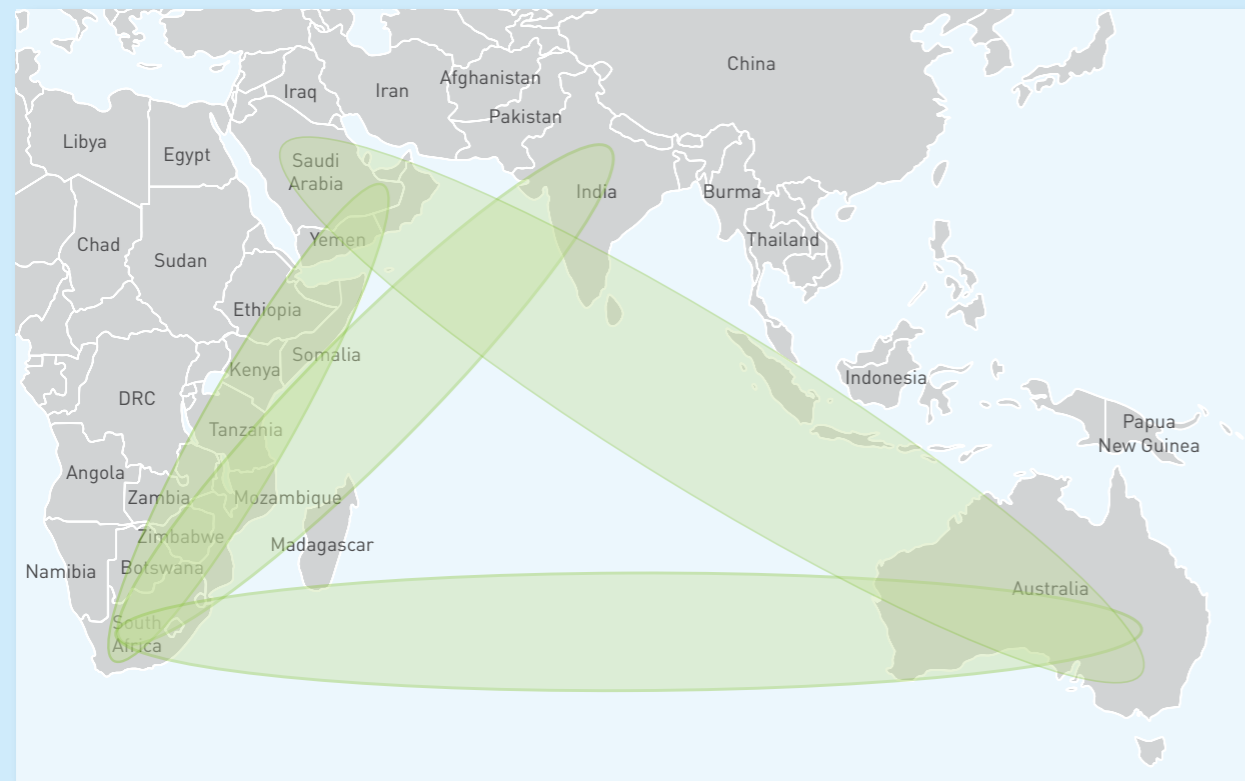 China
Afghanistan
Iraq
Iran
Pakistan
Libya
Egypt
Saudi
Arabia
India
Burma
Yemen
Thailand
Chad
Sudan
Ethiopia
Somalia
Kenya
Indonesia
DRC
Tanzania
Papua
New Guinea
Angola
Zambia
Mozambique
Zimbabwe
Madagascar
Botswana
Namibia
Australia
South
Africa